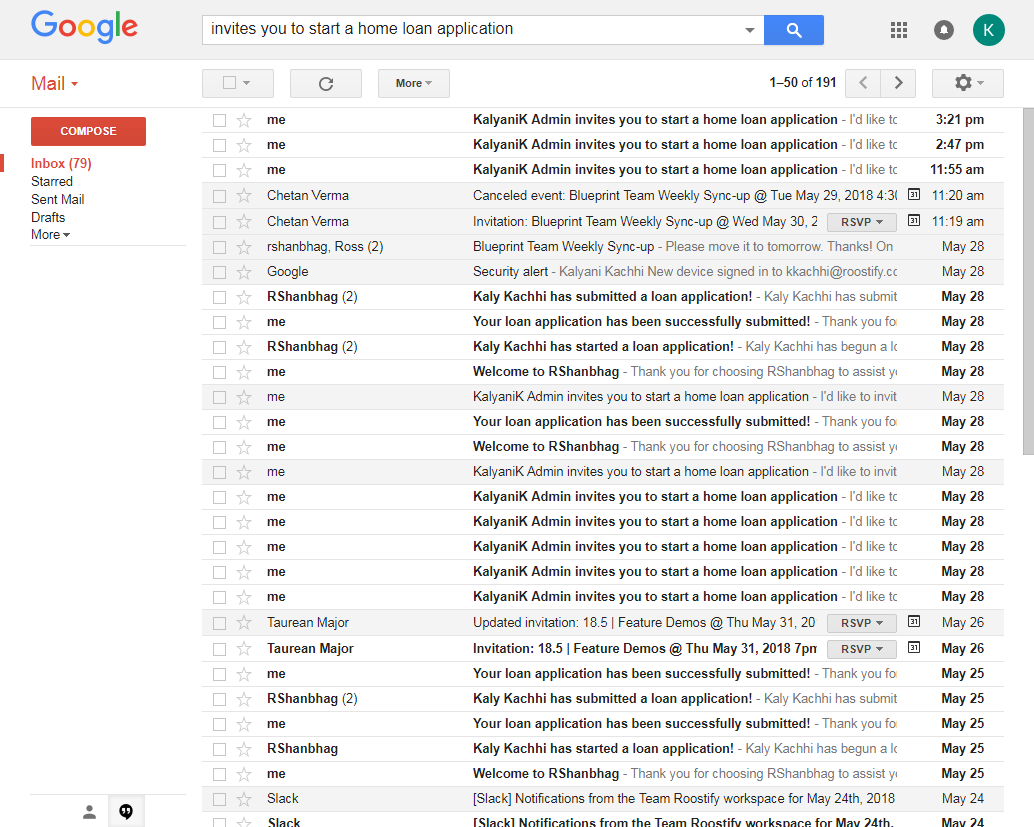 Google
invites you to start a home loan application
K
Mail
More
1–50 of 191
COMPOSE
Inbox (79)
Starred
Sent Mail
Drafts
More
me KalyaniK Admin invites you to start a home loan application - I'd like to 3:21 pm
me KalyaniK Admin invites you to start a home loan application - I'd like to 2:47 pm
me KalyaniK Admin invites you to start a home loan application - I'd like to 11:55 am
Chetan Verma Canceled event: Blueprint Team Weekly Sync-up @ Tue May 29, 2018 4:30 31 11:20 am
Chetan Verma Invitation: Blueprint Team Weekly Sync-up @ Wed May 30, 2 RSVP 31 11:19 am
rshanbhag, Ross (2) Blueprint Team Weekly Sync-up - Please move it to tomorrow. Thanks! On May 28
Google Security alert - Kalyani Kachhi New device signed in to kkachhi@roostify.co May 28
RShanbhag (2) Kaly Kachhi has submitted a loan application! - Kaly Kachhi has submit May 28
me Your loan application has been successfully submitted! - Thank you for May 28
RShanbhag (2) Kaly Kachhi has started a loan application! - Kaly Kachhi has begun a lo May 28
me Welcome to RShanbhag - Thank you for choosing RShanbhag to assist y May 28
me KalyaniK Admin invites you to start a home loan application - I'd like to invit May 28
me Your loan application has been successfully submitted! - Thank you for May 28
me Welcome to RShanbhag - Thank you for choosing RShanbhag to assist y May 28
me KalyaniK Admin invites you to start a home loan application - I'd like to invit May 28
me KalyaniK Admin invites you to start a home loan application - I'd like to May 28
me KalyaniK Admin invites you to start a home loan application - I'd like to May 28
me KalyaniK Admin invites you to start a home loan application - I'd like to May 28
me KalyaniK Admin invites you to start a home loan application - I'd like to May 28
me KalyaniK Admin invites you to start a home loan application - I'd like to May 28
Taurean Major Updated invitation: 18.5 | Feature Demos @ Thu May 31, 20 RSVP 31 May 26
Taurean Major Invitation: 18.5 | Feature Demos @ Thu May 31, 2018 7pm RSVP 31 May 26
me Your loan application has been successfully submitted! - Thank you for May 25
RShanbhag (2) Kaly Kachhi has submitted a loan application! - Kaly Kachhi has submit May 25
me Your loan application has been successfully submitted! - Thank you for May 25
RShanbhag Kaly Kachhi has started a loan application! - Kaly Kachhi has begun a lo May 25
me Welcome to RShanbhag - Thank you for choosing RShanbhag to assist y May 25
Slack [Slack] Notifications from the Team Roostify workspace for May 24th, 2018 May 24
Slack [Slack] Notifications from the Team Roostify workspace for May 24th, May 24